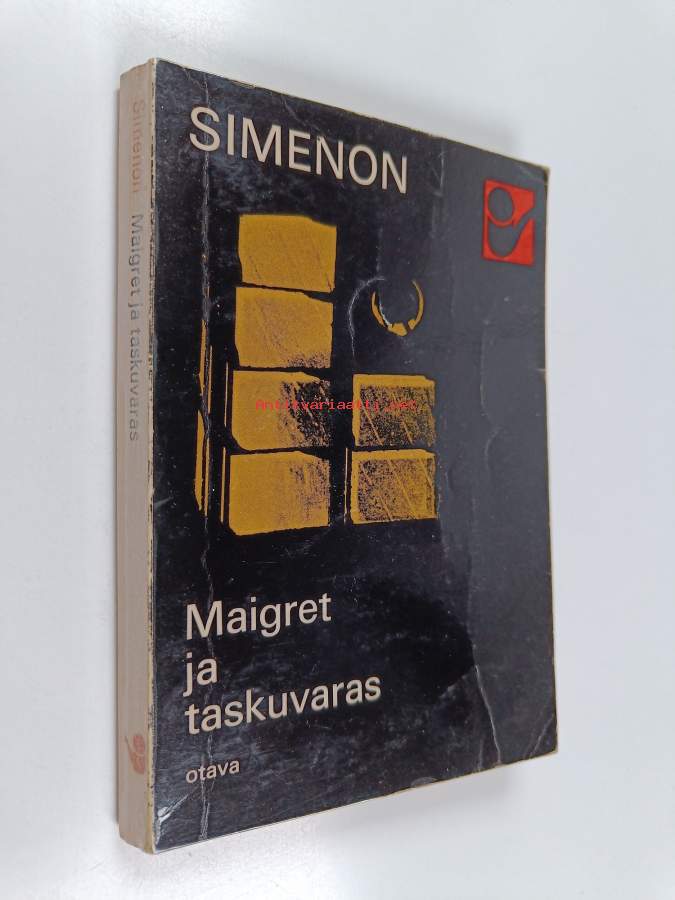 SIMENON
Maigret
ja
taskuvaras
otava
Simenon: Maigret ja taskuvaras
Antikvariaatti.net